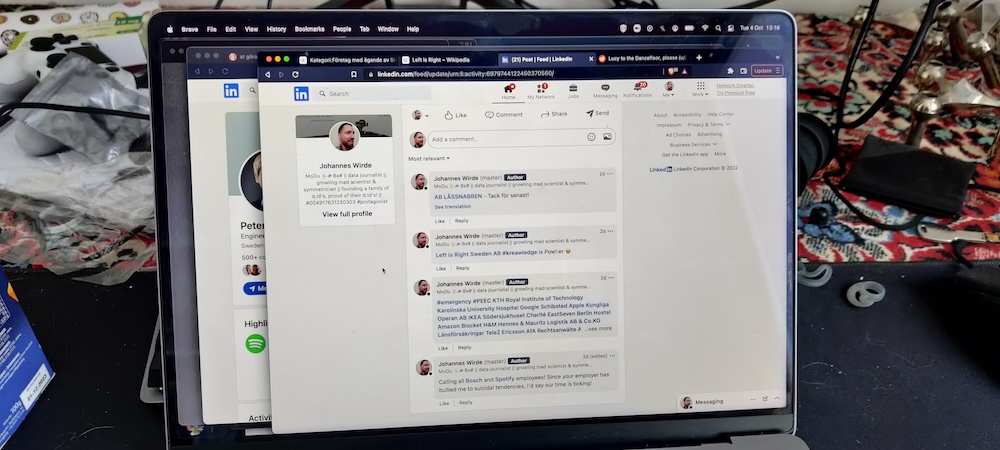 Brave File Edit View History Bookmarks People Tab Window Help
Tue 4 Oct 13:16
Kategori:Företag med ägande av S
Left is Right – Wikipedia
(21) Post | Feed | LinkedIn
Lucy to the Dancefloor, please (u
linkedin.com/feed/update/urn:li:activity:6979744122450370560/
Update
in
in
Search
Home
My Network
Jobs
Messaging
Notifications
Me
Work
Network Smarter,
Try Premium Free
Johannes Wirde
data journalist ||
growling mad scientist &
symmetrician || founding a family of
q.id's, proud of their d.id's! ||
#004917631230303 #protagonist
View full profile
Like
Comment
Share
Send
Add a comment...
Most relevant
Johannes Wirde (master) Author
2d
data journalist || growling mad scientist & symme...
AB LÄSSNABBEN - Tack för senast!
See translation
Like | Reply
Johannes Wirde (master) Author
2d
data journalist || growling mad scientist & symme...
Left is Right Sweden AB #kreawledge is Pow!:er
Like | Reply
Johannes Wirde (master) Author
2d
data journalist || growling mad scientist & symme...
#emergency #PEEC KTH Royal Institute of Technology
Karolinska University Hospital Google Schibsted Apple Kungliga
Operan AB IKEA Södersjukhuset Charité EastSeven Berlin Hostel
Amazon Blocket H&M Hennes & Mauritz Logistik AB & Co.KG
Länsförsäkringar Tele2 Ericsson AfA Rechtsanwälte A ...see more
Like | Reply
Johannes Wirde (master) Author
2d (edited)
data journalist || growling mad scientist & symme...
Calling all Bosch and Spotify employees! Since your employer has
bullied me to suicidal tendencies, I'd say our time is ticking!
Like | Reply
About Accessibility Help Center
Impressum Privacy & Terms
Ad Choices Advertising
Business Services
Get the LinkedIn app More
LinkedIn LinkedIn Corporation © 2022
Messaging
Peter
Engine
Sweden
500+ co
Me
Highli
Activi
100g